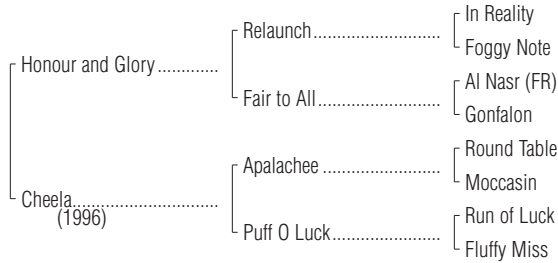 In Reality
Relaunch
Foggy Note
Honour and Glory
Al Nasr (FR)
Fair to All
Gonfalon
Round Table
Apalachee
Moccasin
Cheela
(1996)
Run of Luck
Puff O Luck
Fluffy Miss